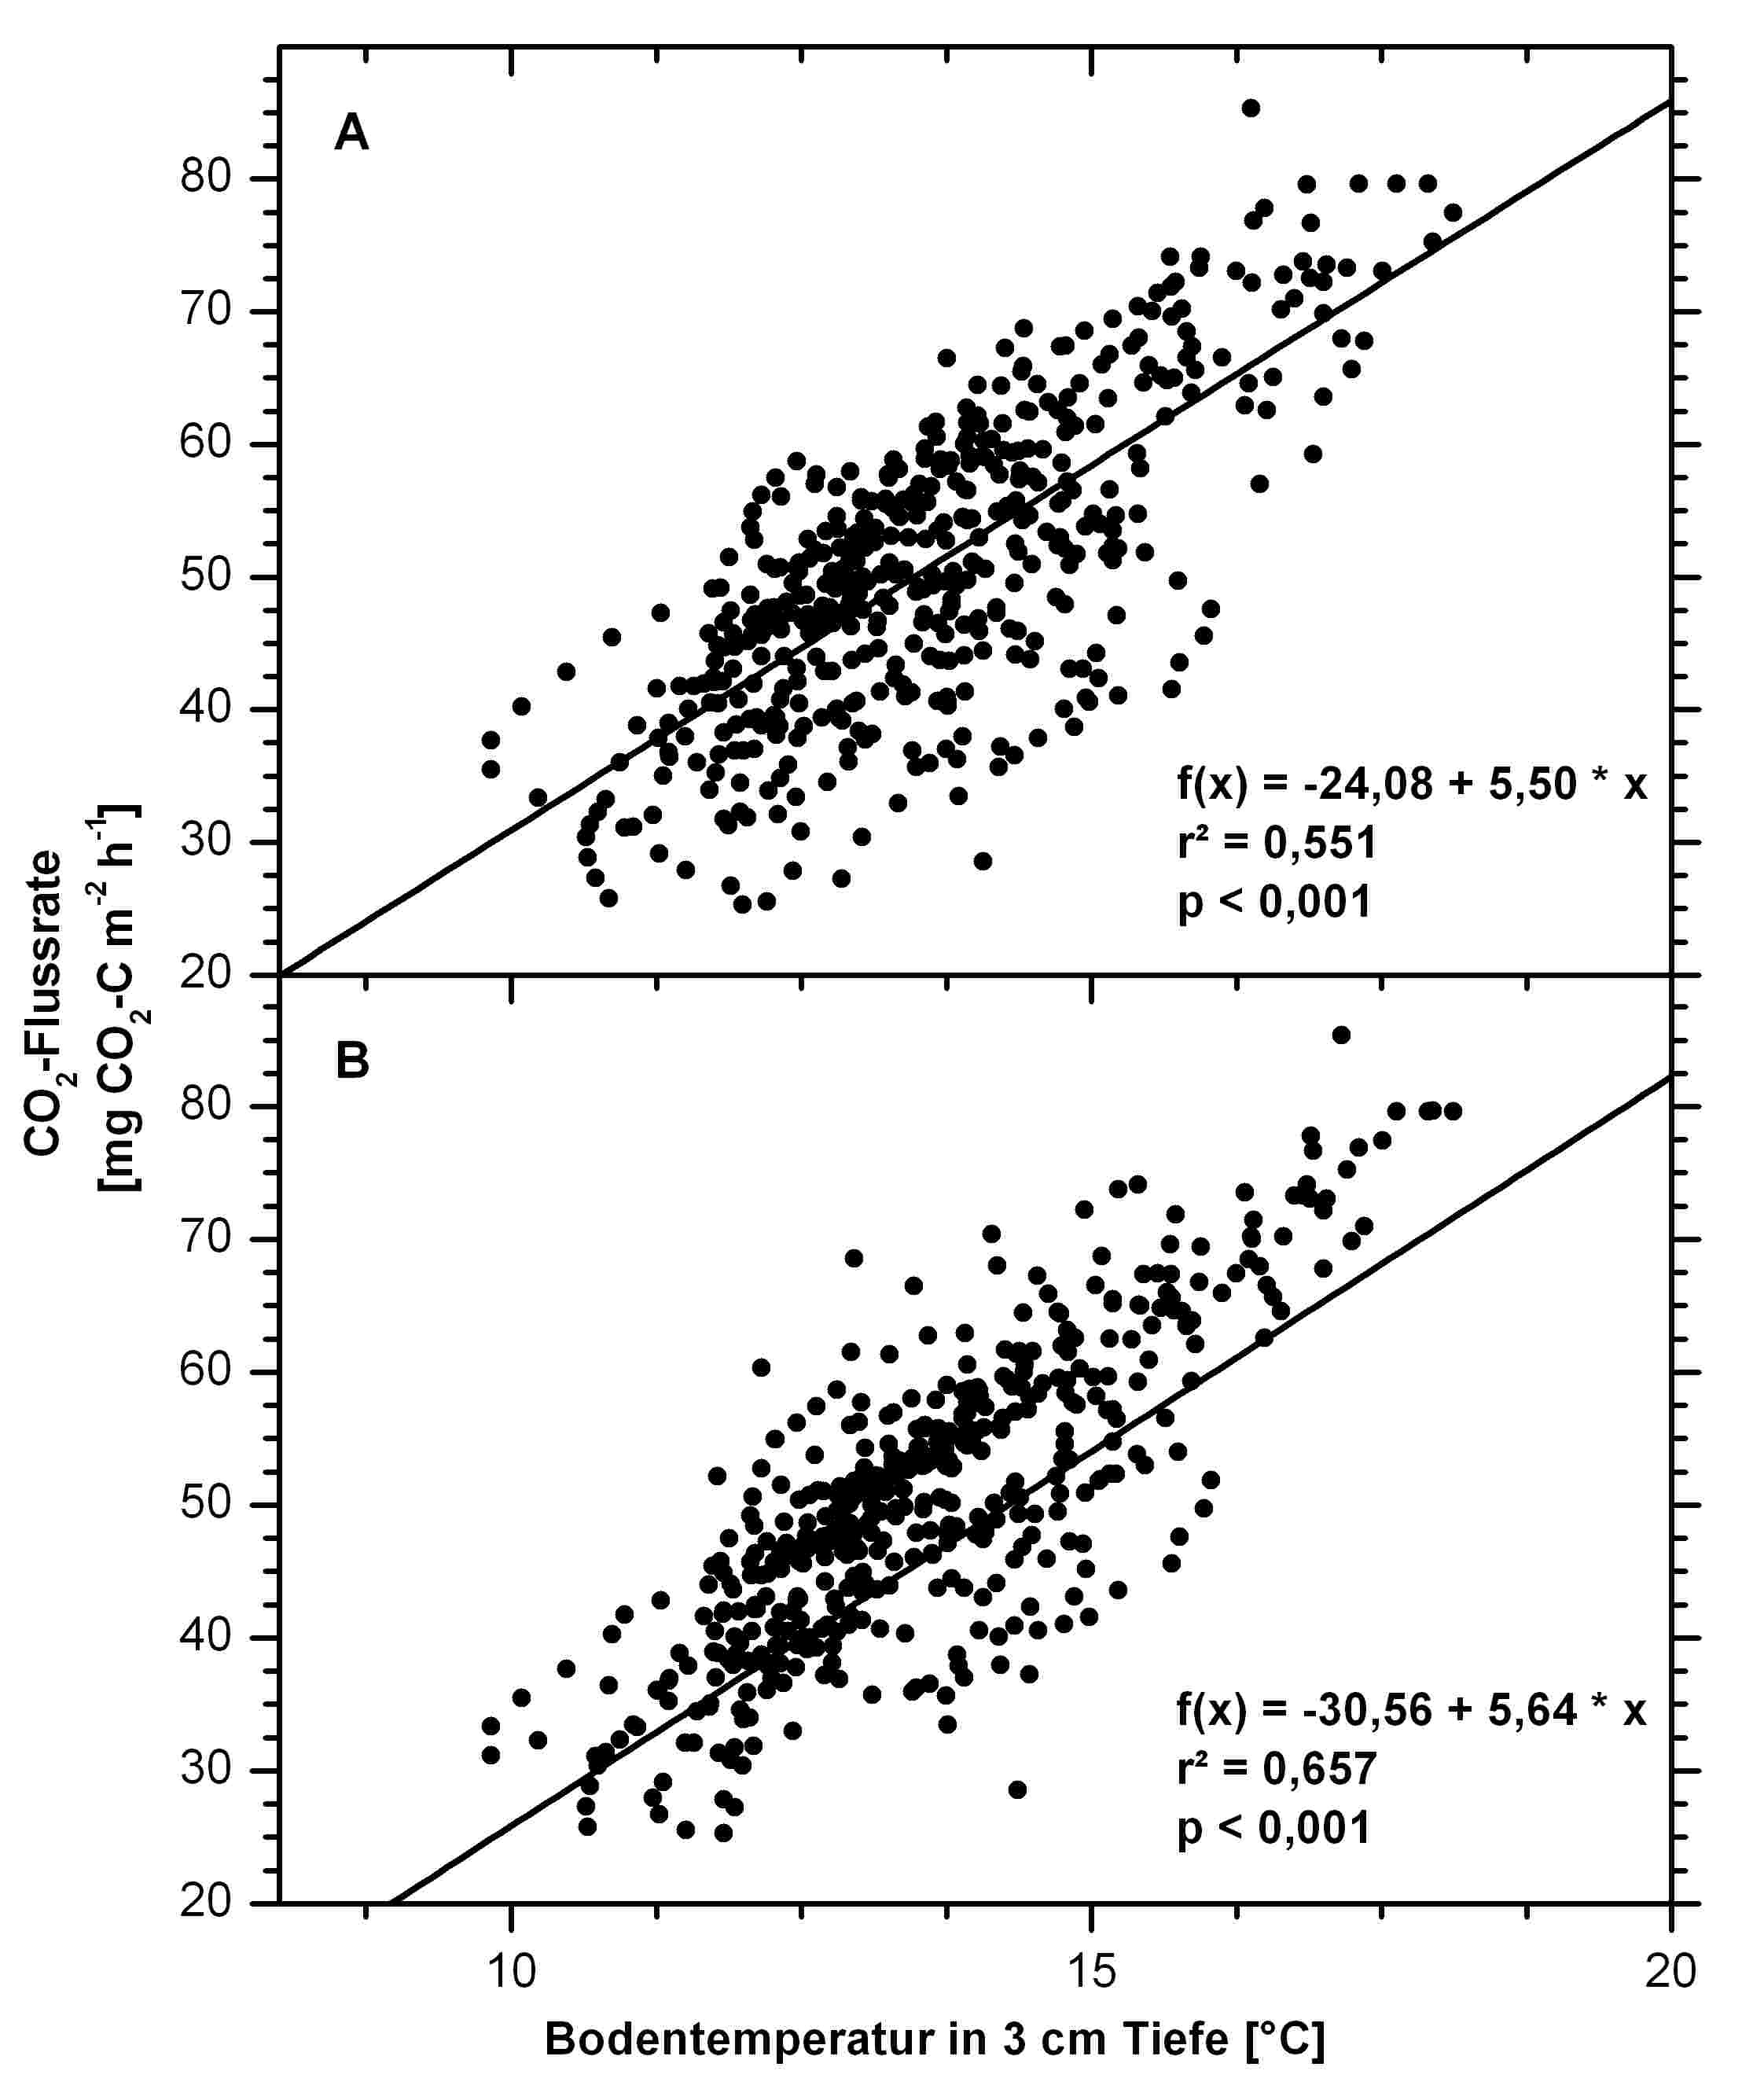 A
80
70
60
50
40
30
20
f(x) = -24,08 + 5,50 * x
r² = 0,551
p < 0,001
CO2-Flussrate
[mg CO2-C m-2 h-1]
B
80
70
60
50
40
30
20
f(x) = -30,56 + 5,64 * x
r² = 0,657
p < 0,001
10 15 20
Bodentemperatur in 3 cm Tiefe [°C]